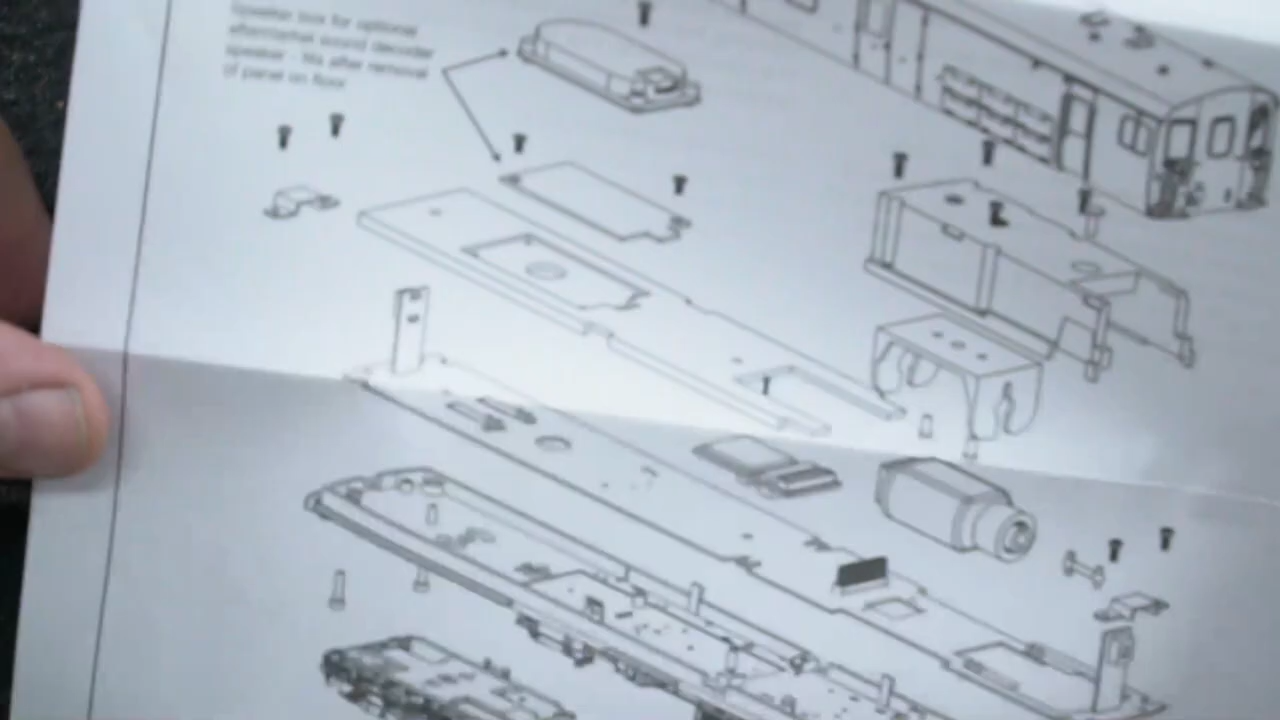 Speaker box for optional
aftermarket sound decoder
speaker - fits after removal
of panel on floor